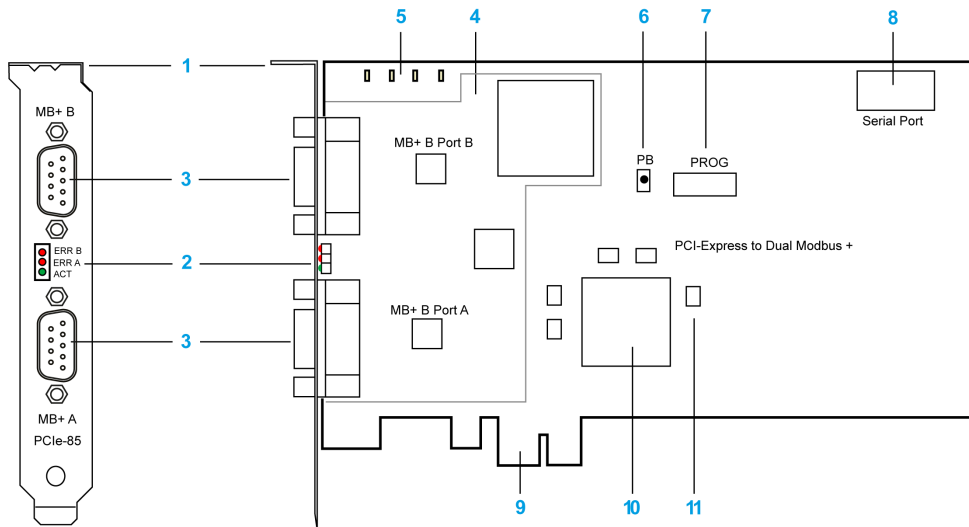 5
4
6
7
8
1
MB+ B
Serial Port
MB+ B Port B
PB
PROG
3
ERR B
ERR A
ACT
2
PCI-Express to Dual Modbus +
MB+ B Port A
3
MB+ A
PCIe-85
9
10
11